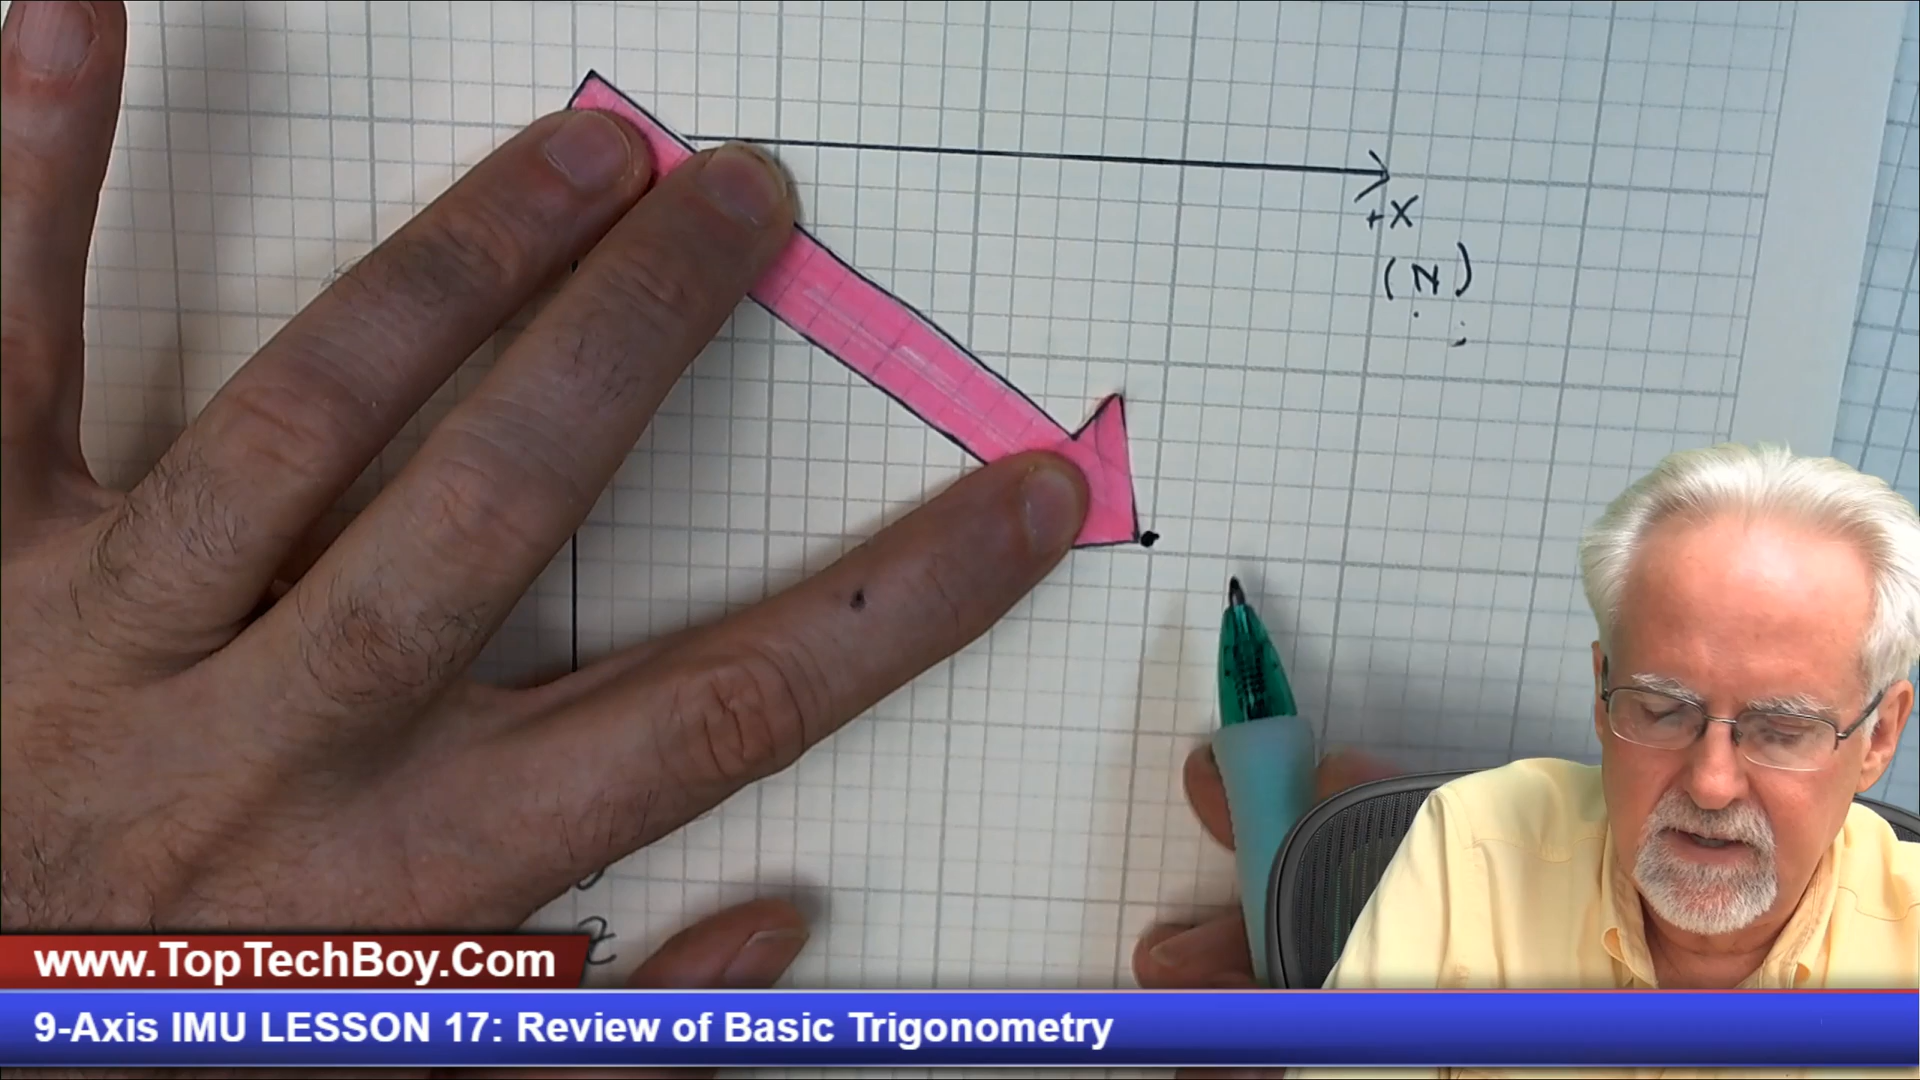 +X
(N)
z
www.TopTechBoy.Com
9-Axis IMU LESSON 17: Review of Basic Trigonometry